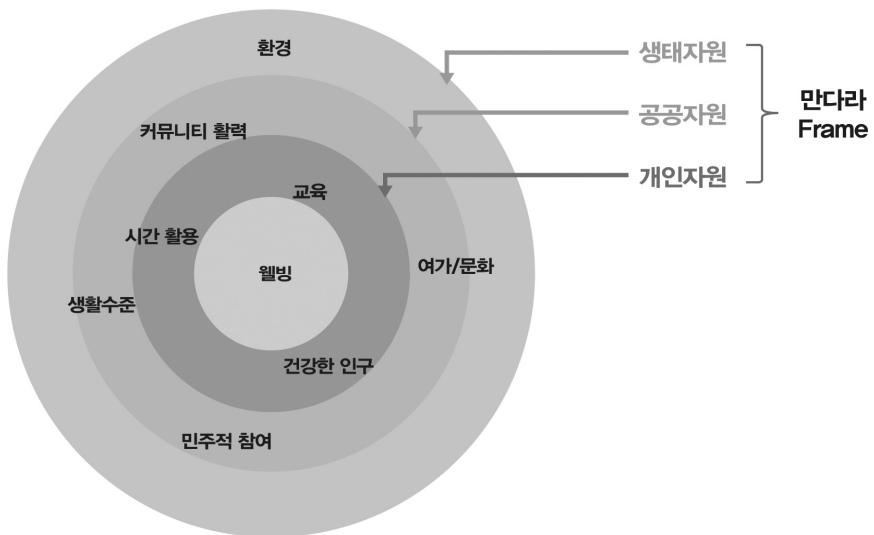 환경
생태자원
만다라
Frame
공공자원
커뮤니티 활력
개인자원
교육
시간 활용
여가/문화
웰빙
생활수준
건강한 인구
민주적 참여